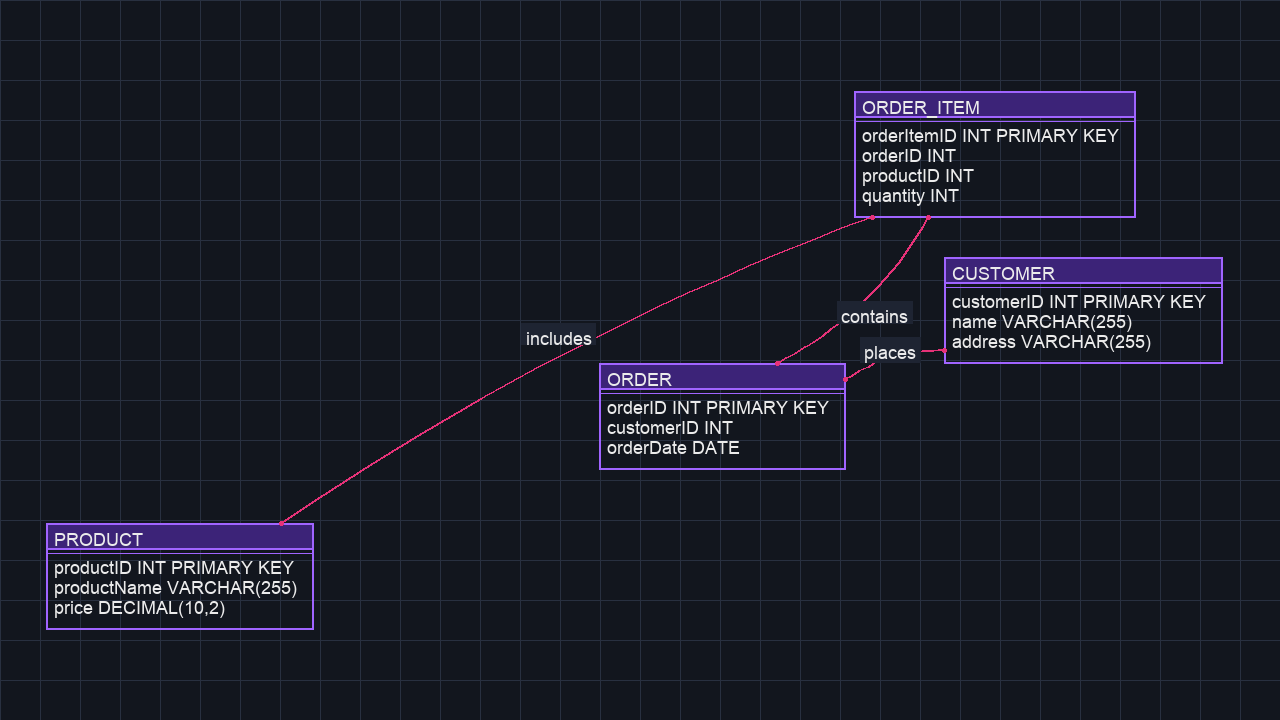 ORDER_ITEM
orderItemID INT PRIMARY KEY
orderID INT
productID INT
quantity INT
CUSTOMER
customerID INT PRIMARY KEY
name VARCHAR(255)
address VARCHAR(255)
contains
includes
places
ORDER
orderID INT PRIMARY KEY
customerID INT
orderDate DATE
PRODUCT
productID INT PRIMARY KEY
productName VARCHAR(255)
price DECIMAL(10,2)